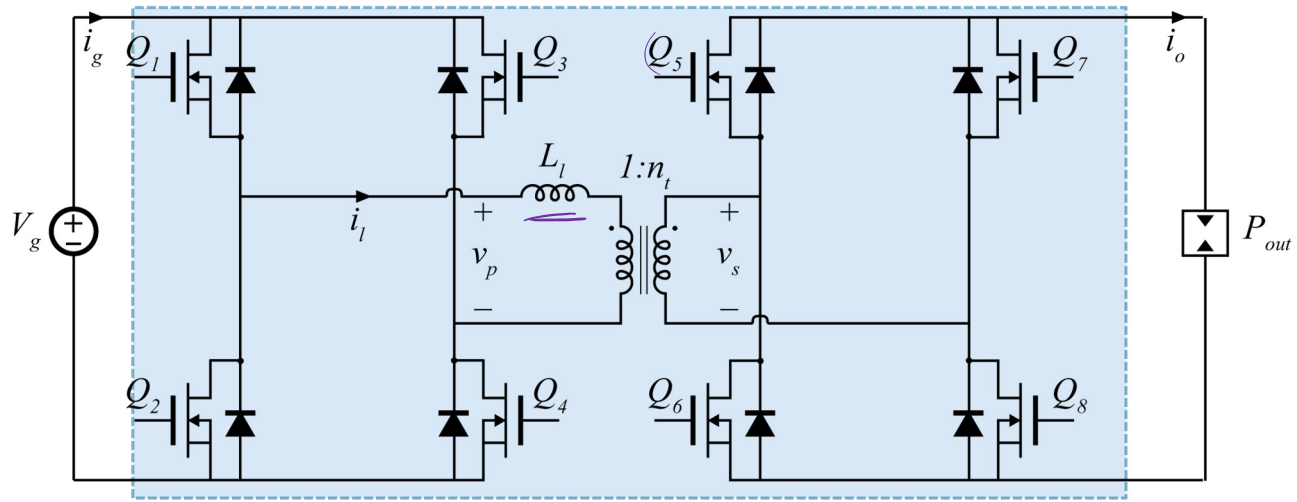 i_g
Q_1
Q_3
Q_5
Q_7
i_o
L_l
1:n_t
V_g
+
−
i_l
+
v_p
−
+
v_s
−
P_out
Q_2
Q_4
Q_6
Q_8